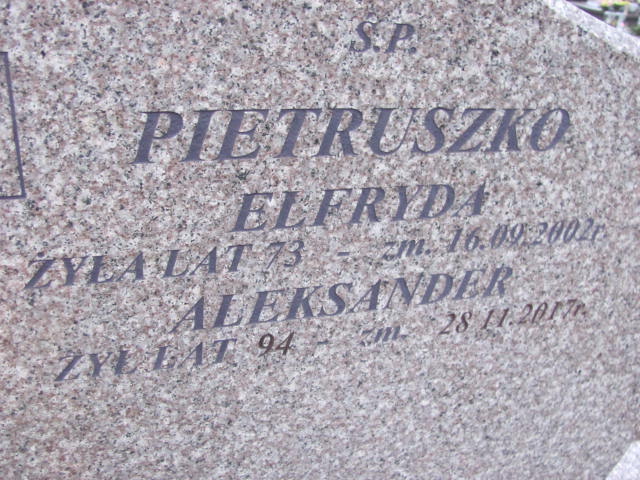 Ś.P.
PIETRUSZKO
ELFRYDA
ŻYŁA LAT 73 - zm. 16.09.2002r.
ALEKSANDER
ŻYŁ LAT 94 - zm. 28 11.2017r.